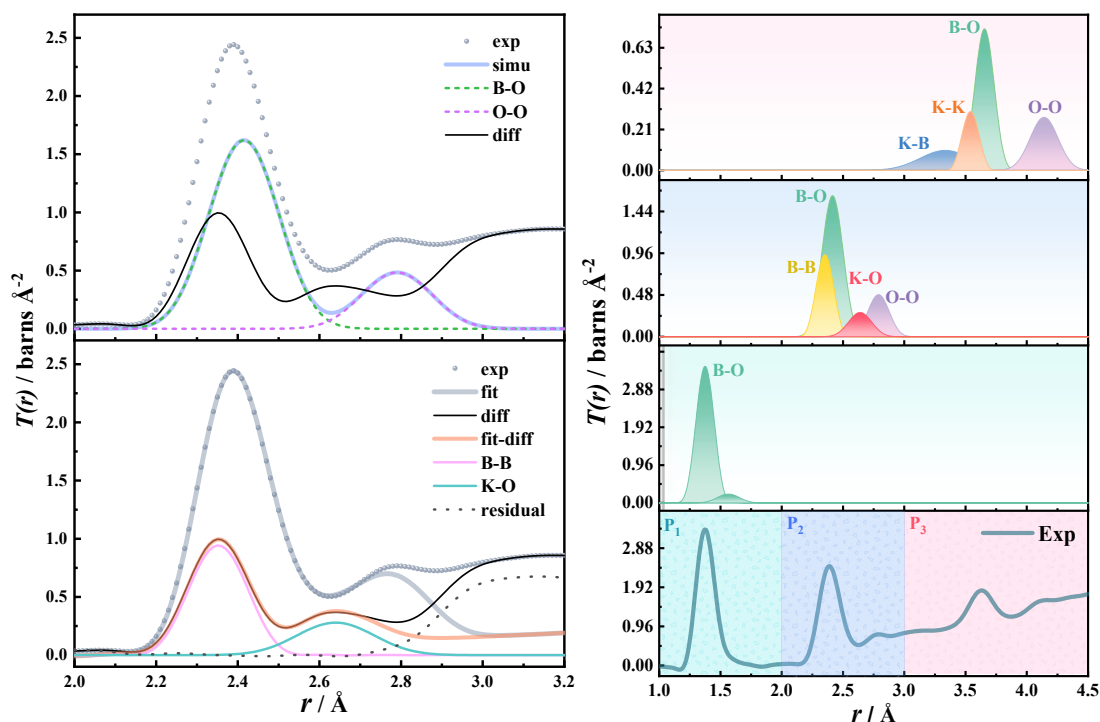 2.5
2.0
1.5
1.0
0.5
0.0
exp
simu
B-O
O-O
diff
T(r) / barns Å-2
2.5
2.0
1.5
1.0
0.5
0.0
exp
fit
diff
fit-diff
B-B
K-O
residual
2.0 2.2 2.4 2.6 2.8 3.0 3.2
r / Å
0.63
0.42
0.21
0.00
B-O
K-K
O-O
K-B
1.44
0.96
0.48
0.00
B-O
B-B
K-O
O-O
T(r) / barns Å-2
2.88
1.92
0.96
0.00
B-O
2.88
1.92
0.96
0.00
P1
P2
P3
Exp
1.0 1.5 2.0 2.5 3.0 3.5 4.0 4.5
r / Å